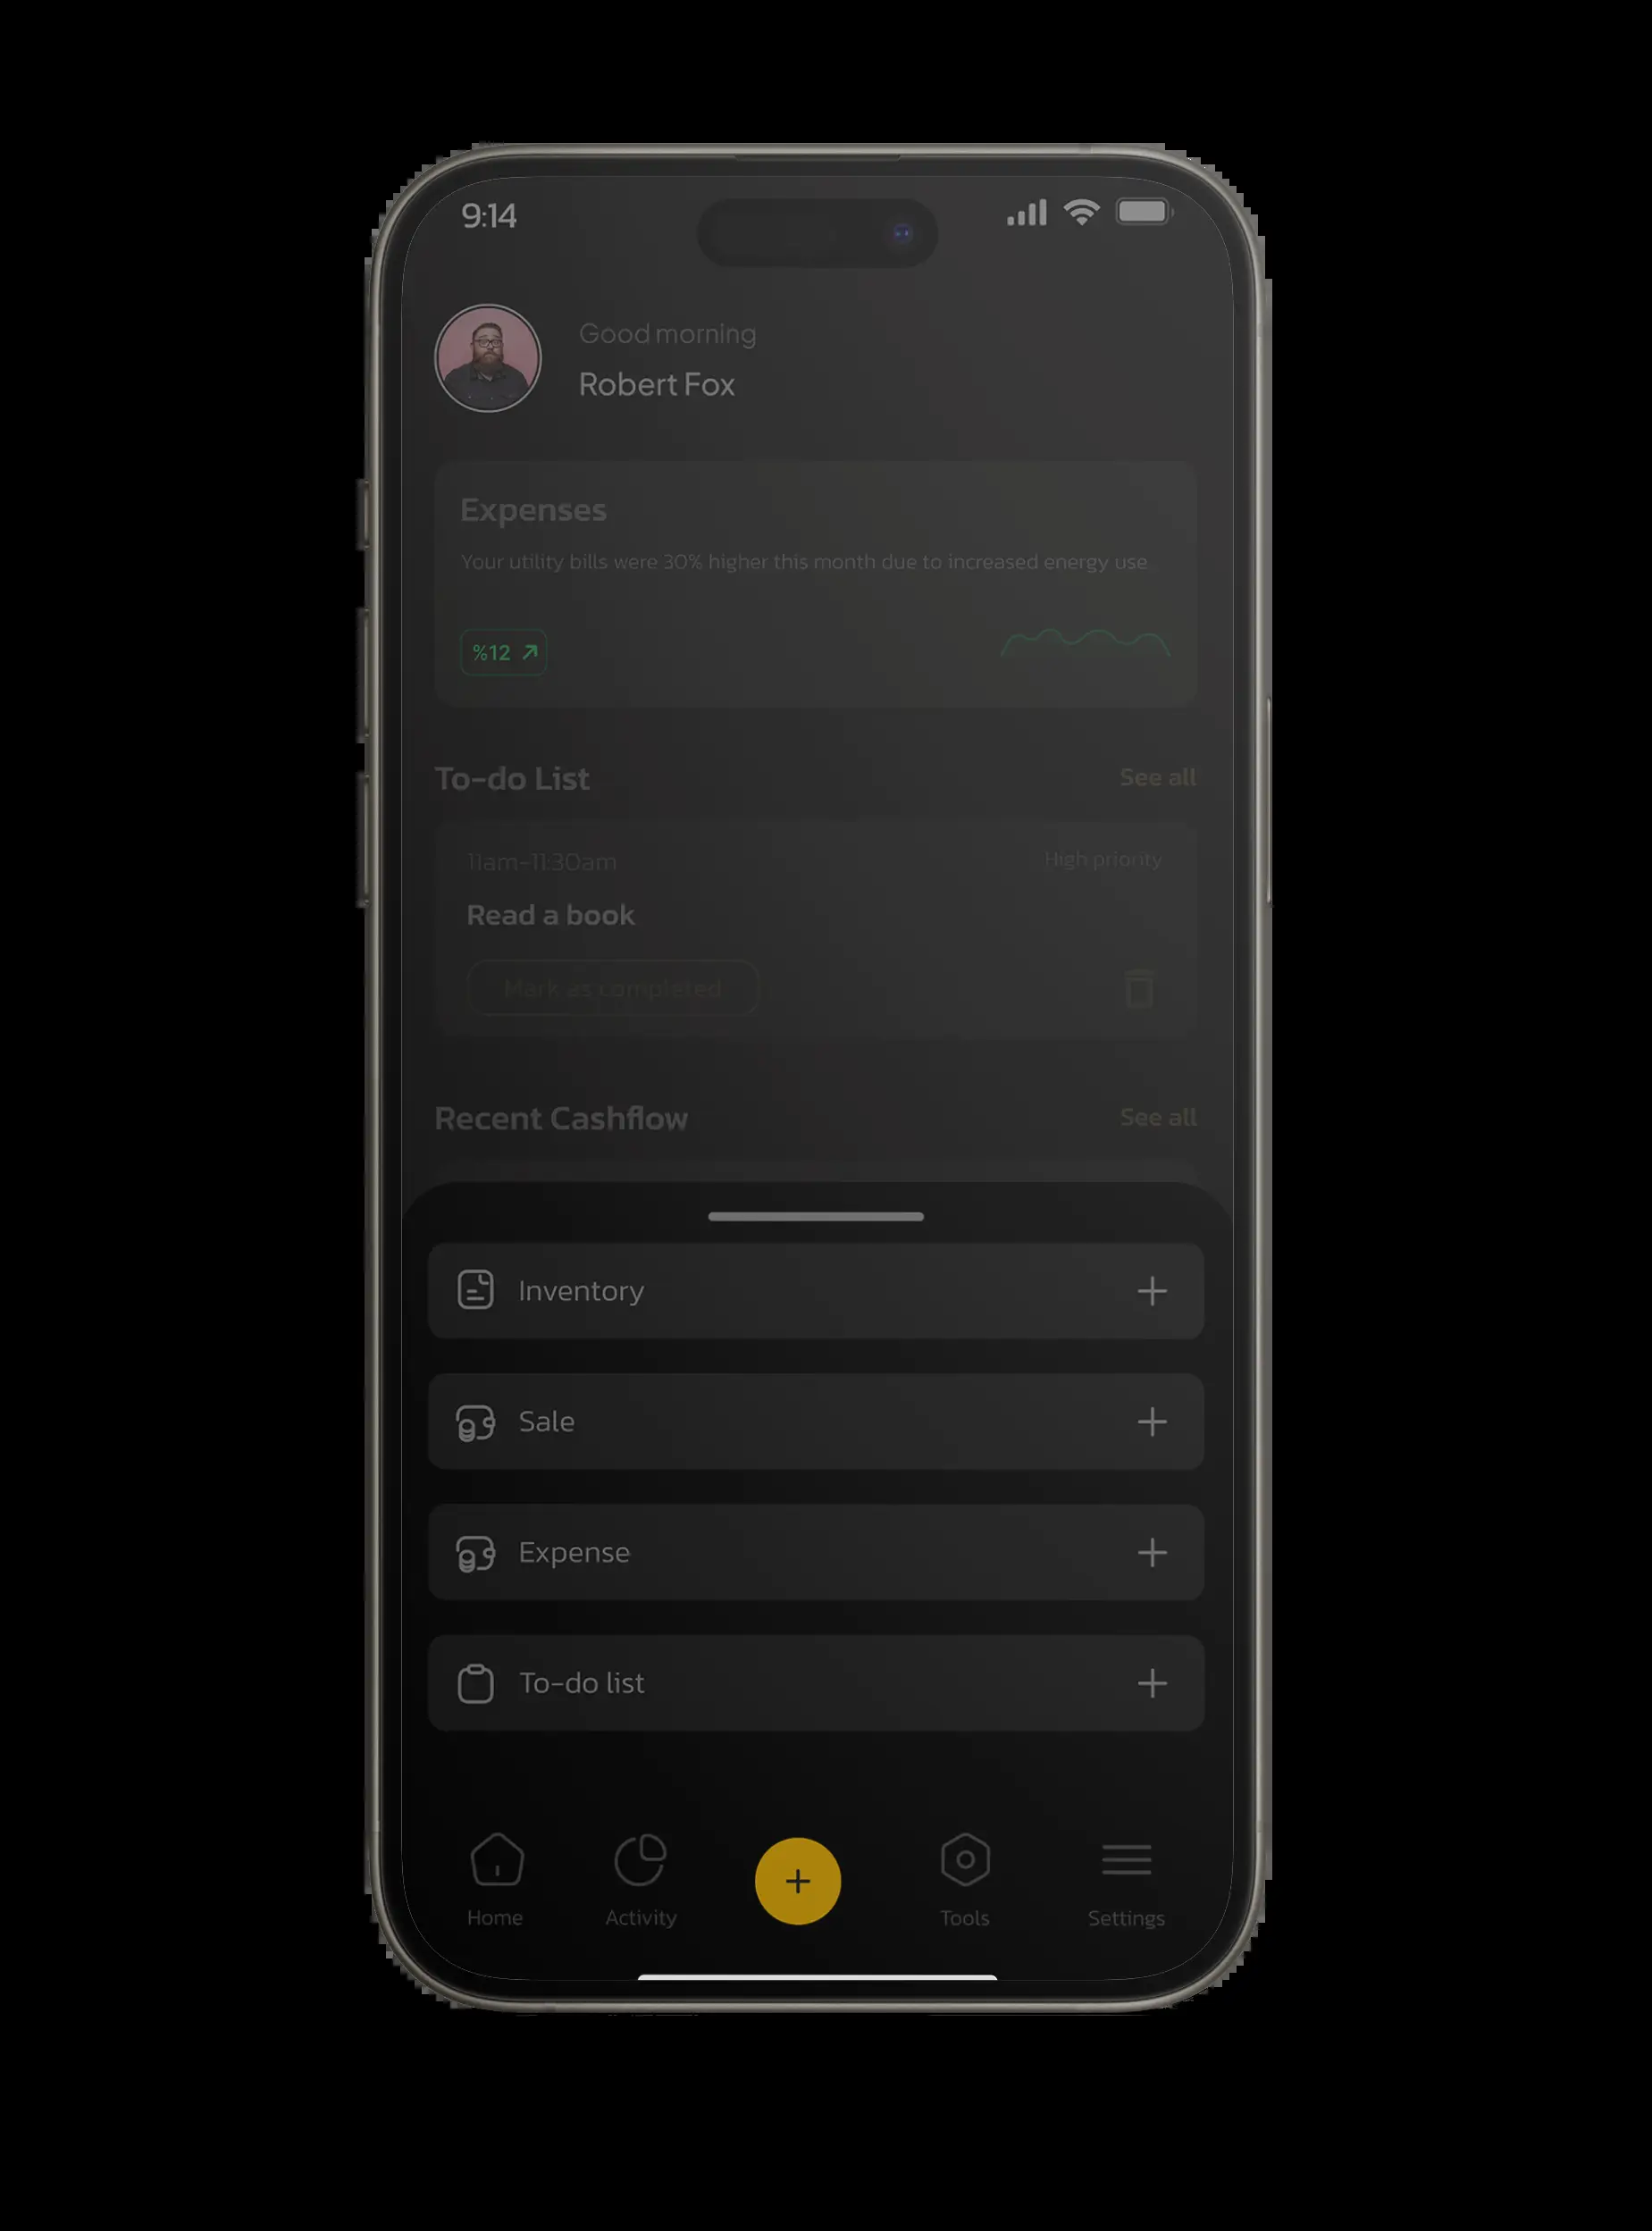 9:14
Good morning
Robert Fox
Expenses
Your utility bills were 30% higher this month due to increased energy use
%12
To-do List See all
11am-11:30am High priority
Read a book
Mark as completed
Recent Cashflow See all
Inventory
Sale
Expense
To-do list
Home Activity Tools Settings